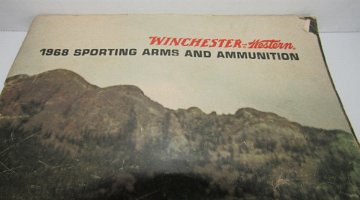 WINCHESTER-Western
1968 SPORTING ARMS AND AMMUNITION